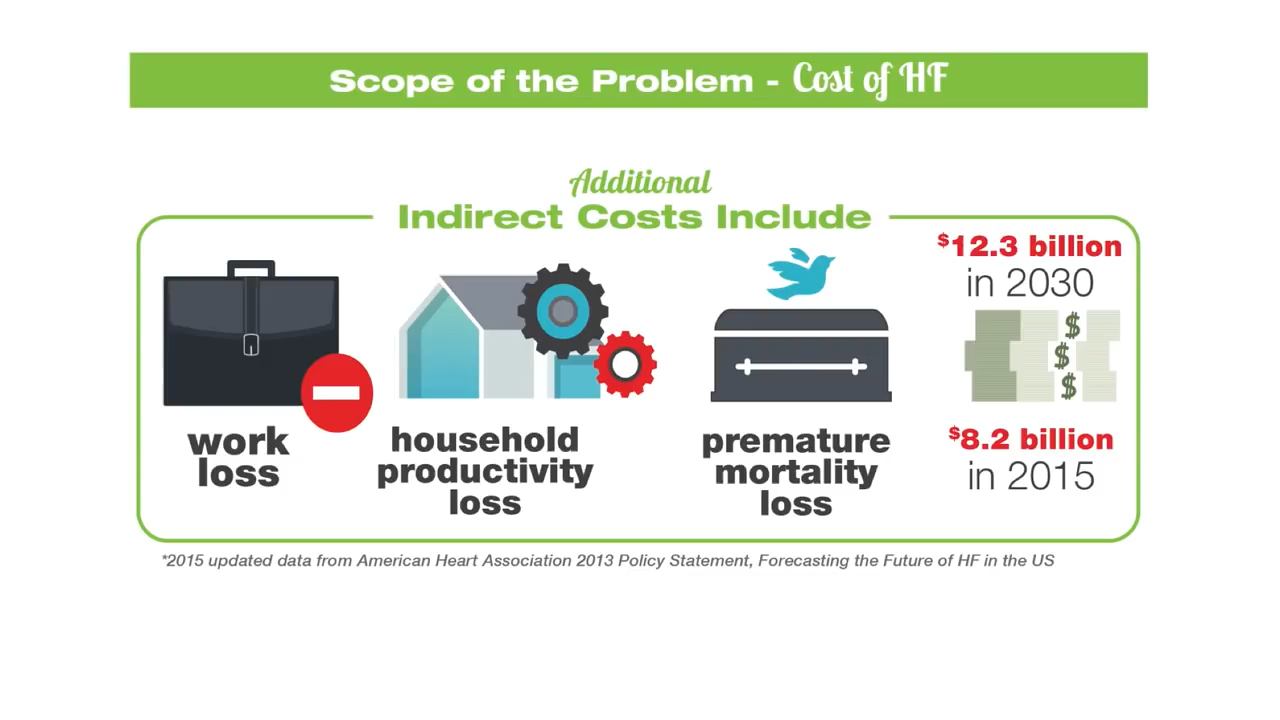 Scope of the Problem - Cost of HF
Additional
Indirect Costs Include
work
loss
household
productivity
loss
premature
mortality
loss
$12.3 billion
in 2030
$
$
$
$8.2 billion
in 2015
*2015 updated data from American Heart Association 2013 Policy Statement, Forecasting the Future of HF in the US